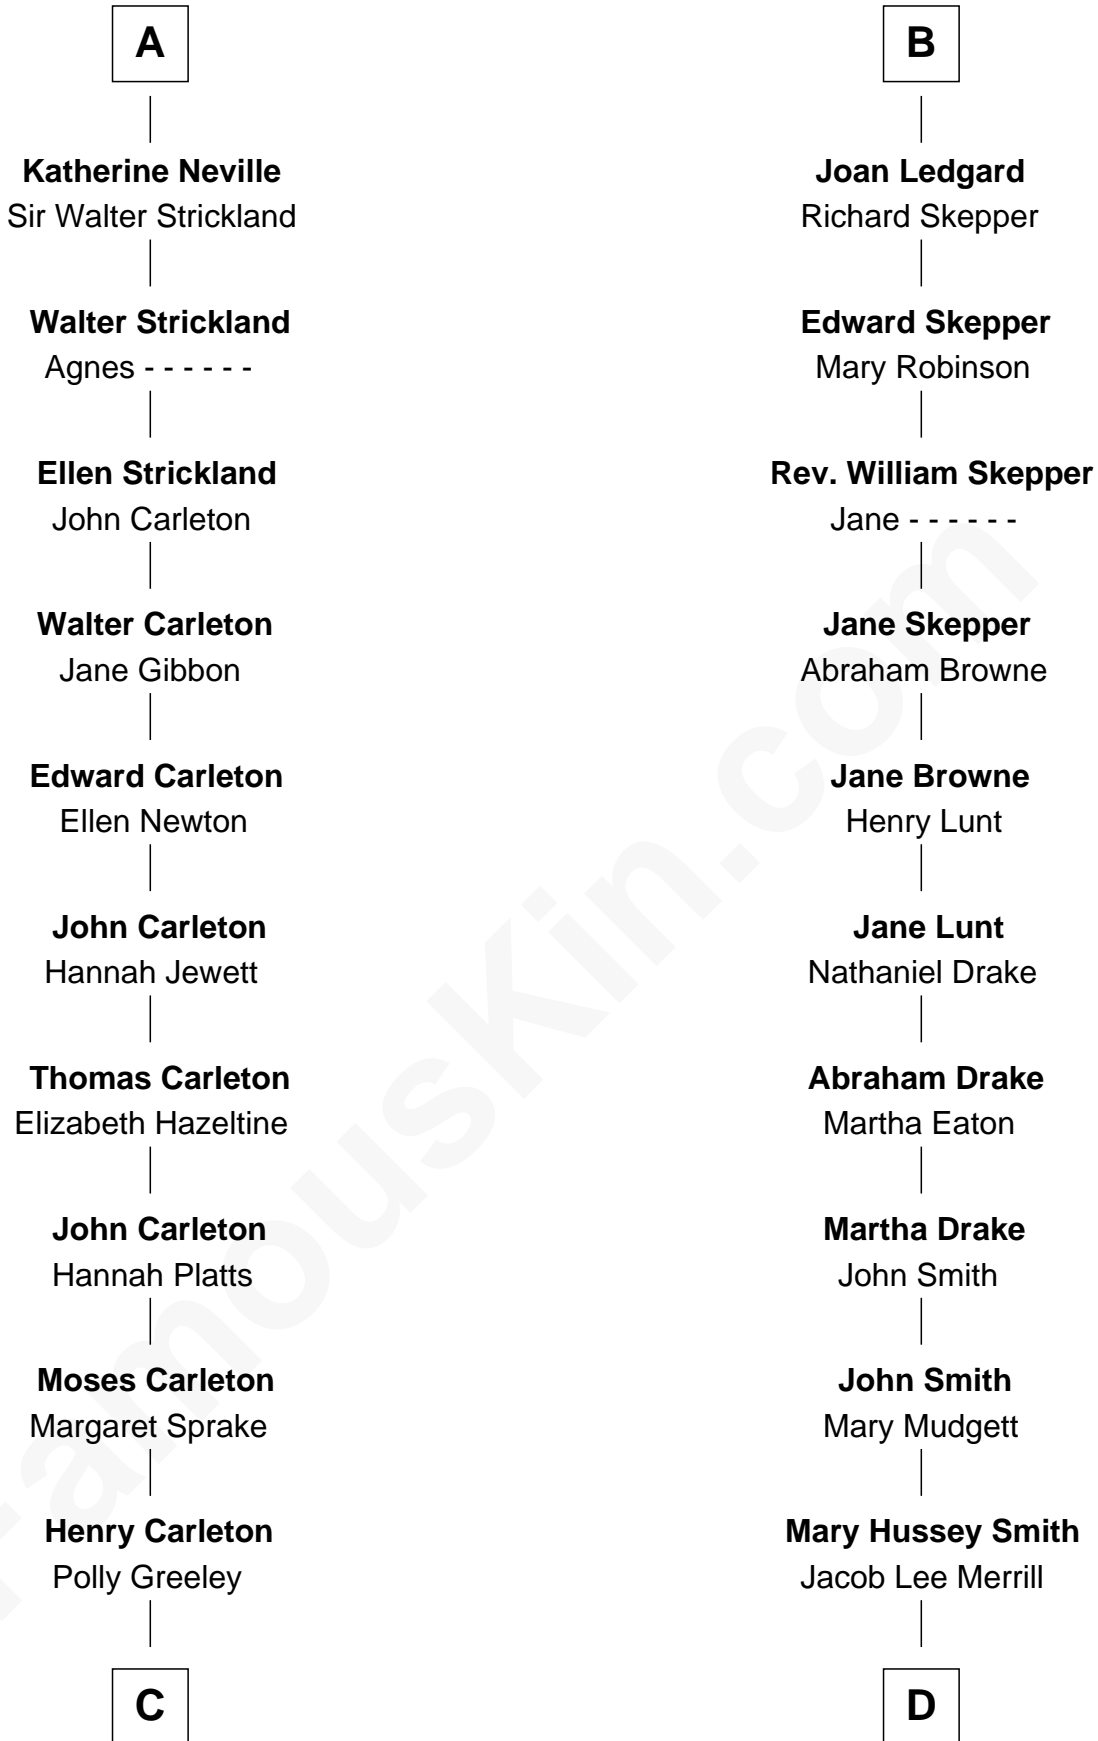 A
Katherine Neville
Sir Walter Strickland
Walter Strickland
Agnes - - - - - -
Ellen Strickland
John Carleton
Walter Carleton
Jane Gibbon
Edward Carleton
Ellen Newton
John Carleton
Hannah Jewett
Thomas Carleton
Elizabeth Hazeltine
John Carleton
Hannah Platts
Moses Carleton
Margaret Sprake
Henry Carleton
Polly Greeley
C
B
Joan Ledgard
Richard Skepper
Edward Skepper
Mary Robinson
Rev. William Skepper
Jane - - - - - -
Jane Skepper
Abraham Browne
Jane Browne
Henry Lunt
Jane Lunt
Nathaniel Drake
Abraham Drake
Martha Eaton
Martha Drake
John Smith
John Smith
Mary Mudgett
Mary Hussey Smith
Jacob Lee Merrill
D
FamousKin.com